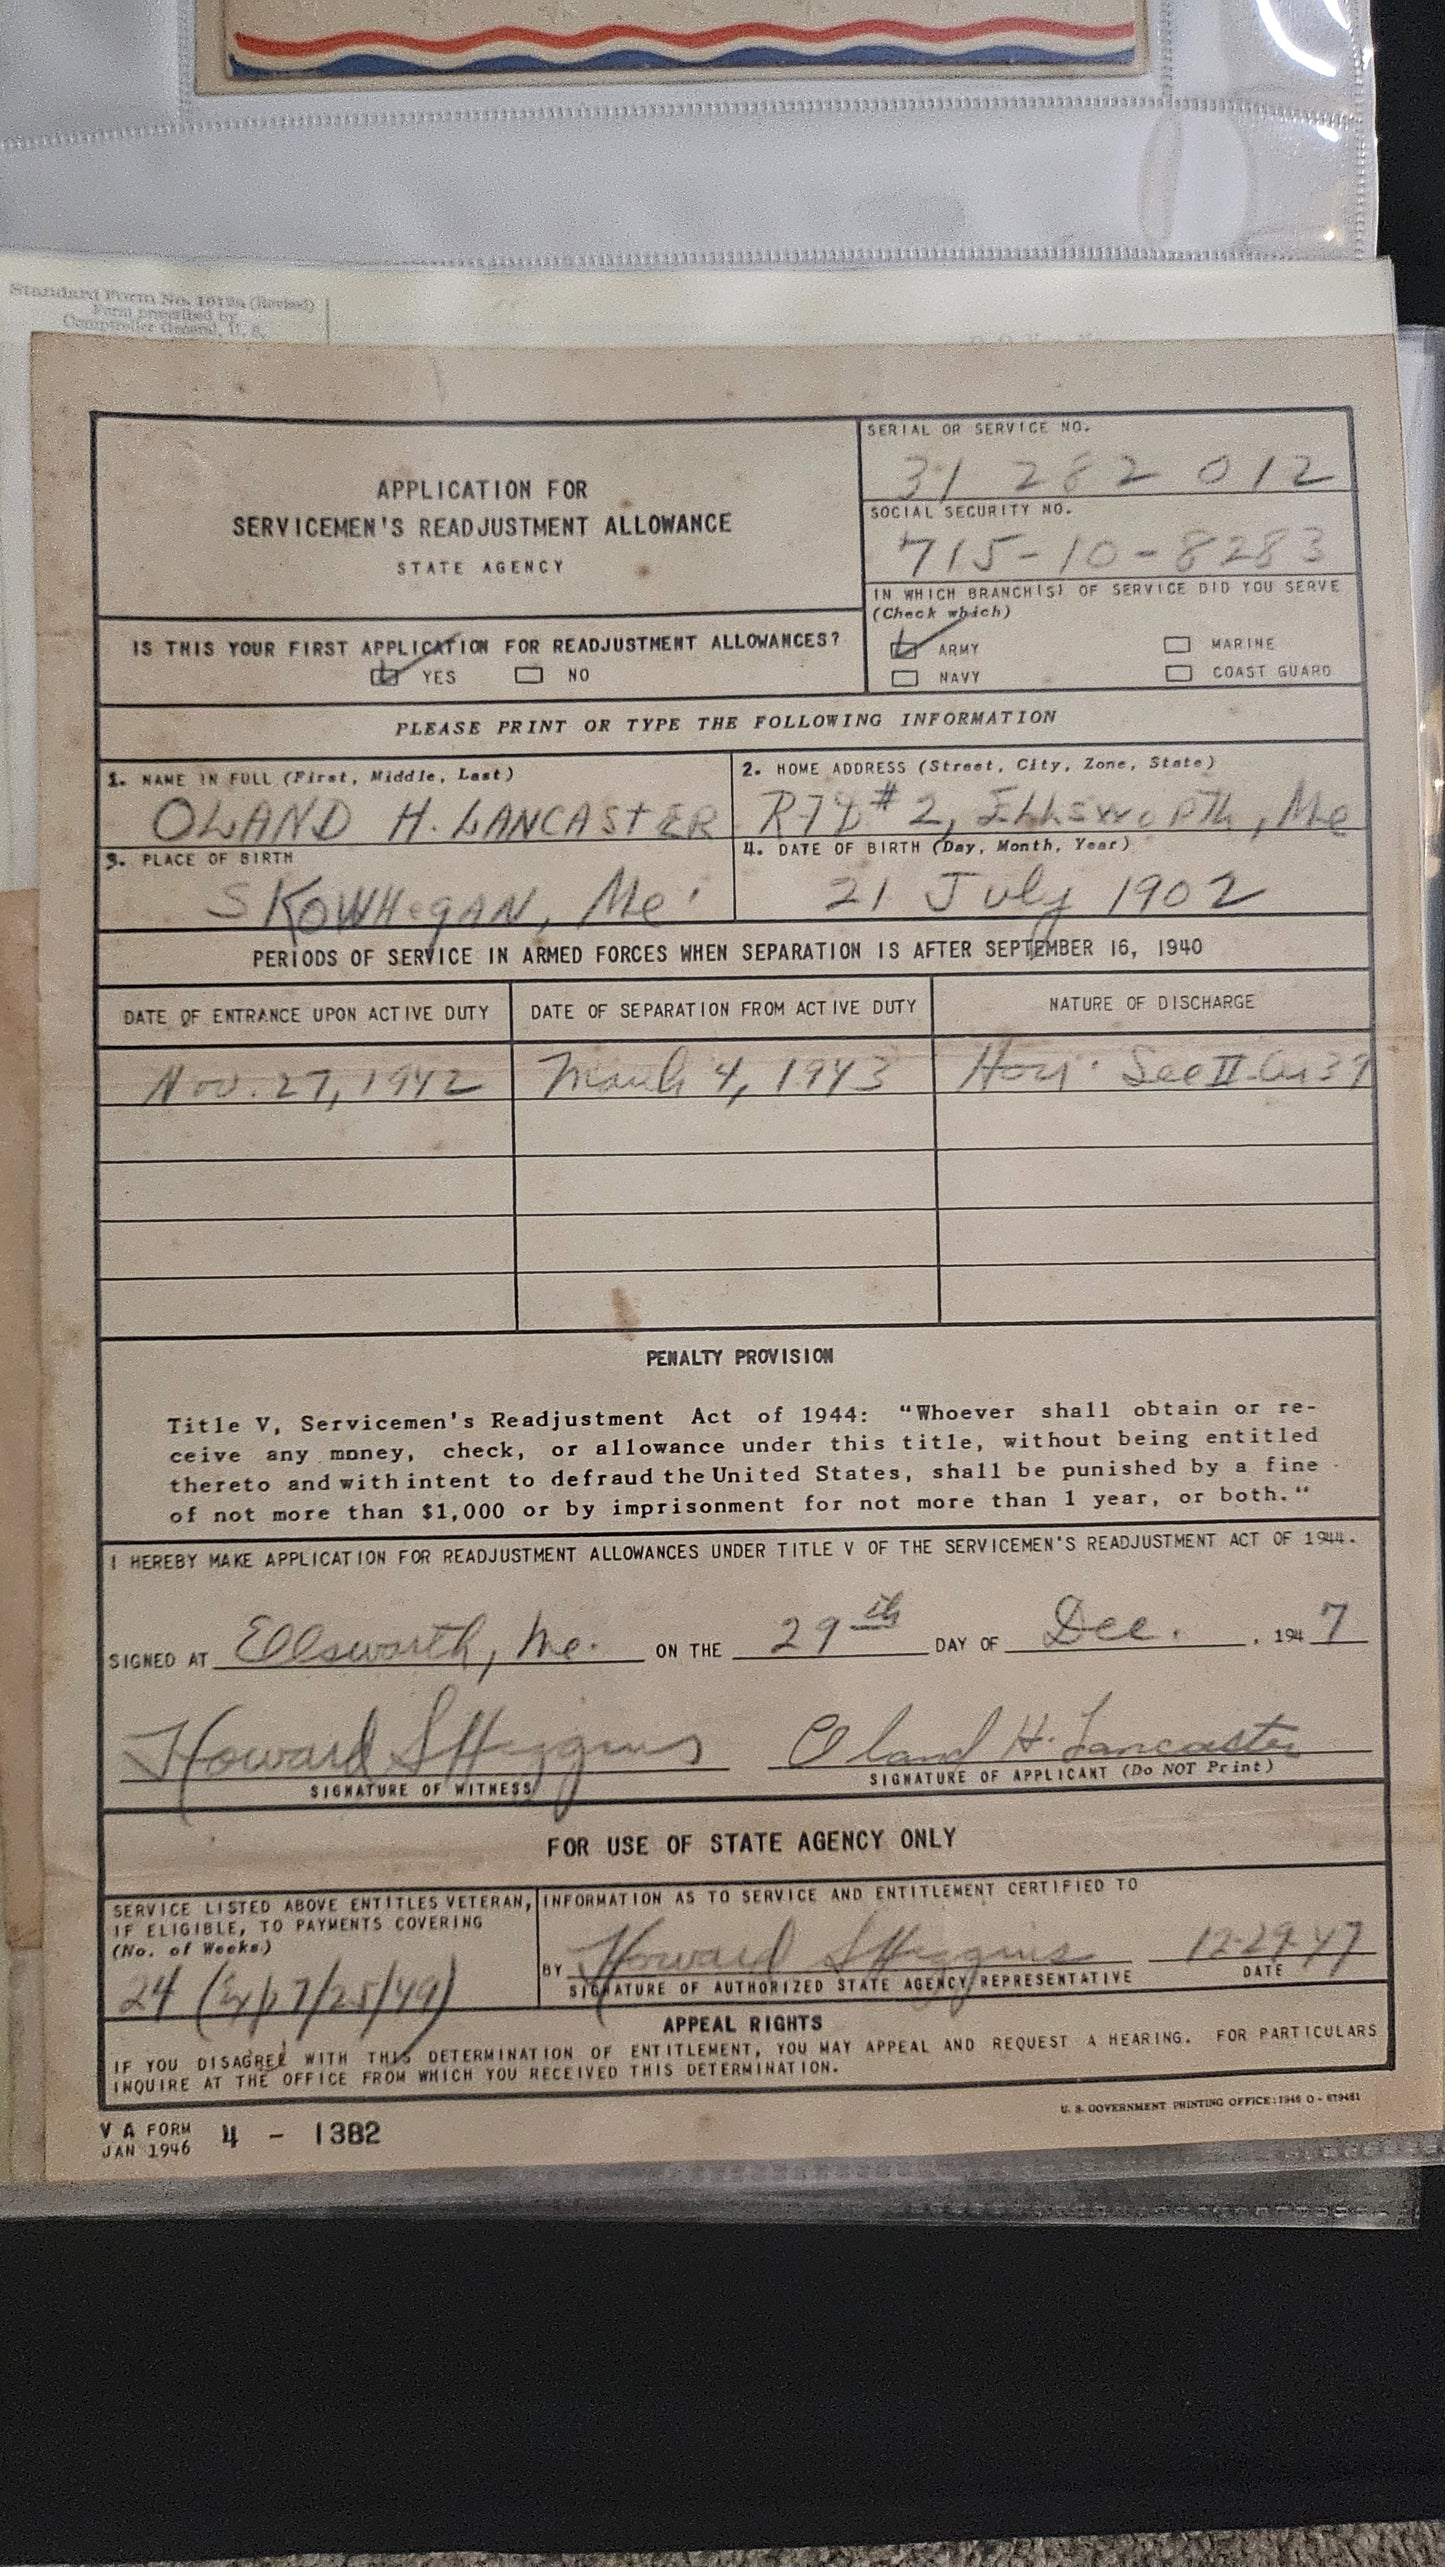 Standard Form No. 1012a (Revised)
Form prescribed by
Comptroller General, U. S.
APPLICATION FOR
SERVICEMEN'S READJUSTMENT ALLOWANCE
STATE AGENCY
SERIAL OR SERVICE NO.
31 282 012
SOCIAL SECURITY NO.
715-10-8283
IN WHICH BRANCH(S) OF SERVICE DID YOU SERVE
(Check which)
ARMY MARINE
NAVY COAST GUARD
IS THIS YOUR FIRST APPLICATION FOR READJUSTMENT ALLOWANCES?
YES NO
PLEASE PRINT OR TYPE THE FOLLOWING INFORMATION
1. NAME IN FULL (First, Middle, Last)
OLAND H. LANCASTER
2. HOME ADDRESS (Street, City, Zone, State)
RFD #2, Ellsworth, Me
3. PLACE OF BIRTH
SKOWHEGAN, Me.
4. DATE OF BIRTH (Day, Month, Year)
21 July 1902
PERIODS OF SERVICE IN ARMED FORCES WHEN SEPARATION IS AFTER SEPTEMBER 16, 1940
DATE OF ENTRANCE UPON ACTIVE DUTY DATE OF SEPARATION FROM ACTIVE DUTY NATURE OF DISCHARGE
Nov. 27, 1942 March 4, 1943 Hon. Sec II
PENALTY PROVISION
Title V, Servicemen's Readjustment Act of 1944: "Whoever shall obtain or re-
ceive any money, check, or allowance under this title, without being entitled
thereto and with intent to defraud the United States, shall be punished by a fine
of not more than $1,000 or by imprisonment for not more than 1 year, or both."
I HEREBY MAKE APPLICATION FOR READJUSTMENT ALLOWANCES UNDER TITLE V OF THE SERVICEMEN'S READJUSTMENT ACT OF 1944.
SIGNED AT Ellsworth, Me. ON THE 29th DAY OF Dec. , 1947
Howard S Higgins Oland H. Lancaster
SIGNATURE OF WITNESS SIGNATURE OF APPLICANT (Do NOT Print)
FOR USE OF STATE AGENCY ONLY
SERVICE LISTED ABOVE ENTITLES VETERAN,
IF ELIGIBLE, TO PAYMENTS COVERING
(No. of Weeks)
24 7/25/49)
INFORMATION AS TO SERVICE AND ENTITLEMENT CERTIFIED TO
BY Howard S Higgins 12-29-47
SIGNATURE OF AUTHORIZED STATE AGENCY REPRESENTATIVE DATE
APPEAL RIGHTS
IF YOU DISAGREE WITH THIS DETERMINATION OF ENTITLEMENT, YOU MAY APPEAL AND REQUEST A HEARING. FOR PARTICULARS
INQUIRE AT THE OFFICE FROM WHICH YOU RECEIVED THIS DETERMINATION.
U. S. GOVERNMENT PRINTING OFFICE: 1946 O - 679451
V A FORM
JAN 1946 4 - 1382